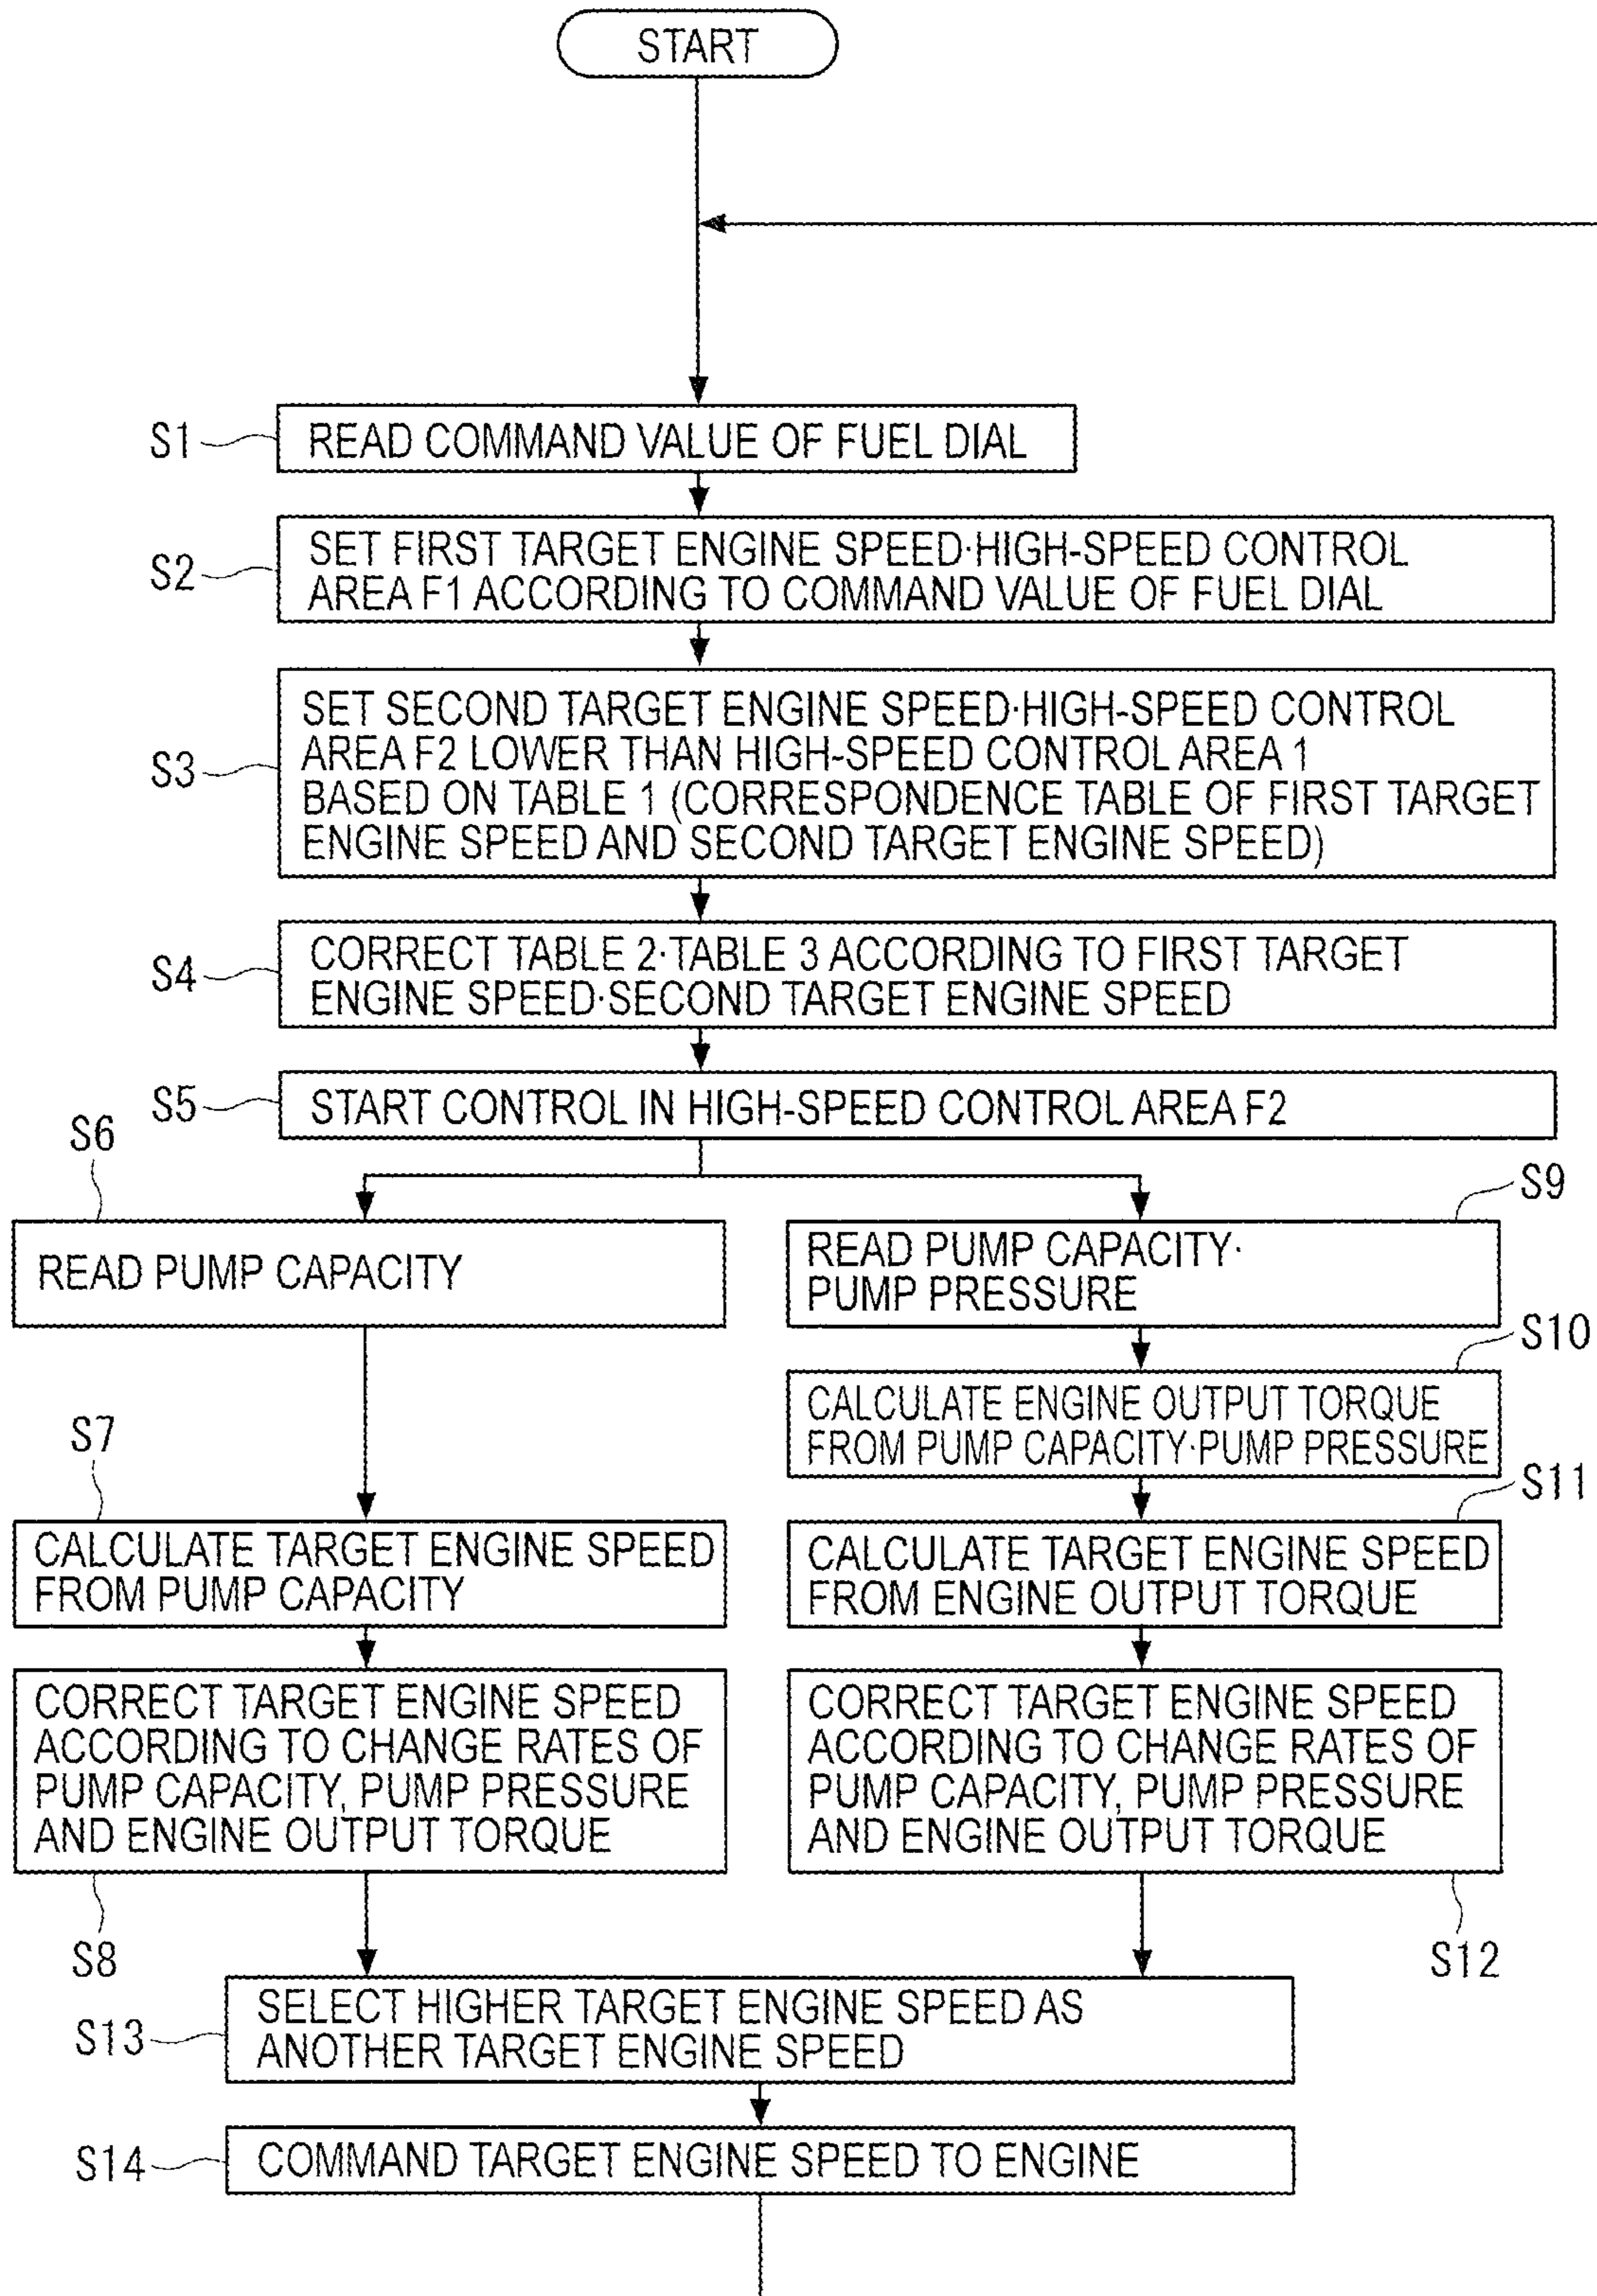 START
S1
READ COMMAND VALUE OF FUEL DIAL
S2
SET FIRST TARGET ENGINE SPEED·HIGH-SPEED CONTROL
AREA F1 ACCORDING TO COMMAND VALUE OF FUEL DIAL
S3
SET SECOND TARGET ENGINE SPEED·HIGH-SPEED CONTROL
AREA F2 LOWER THAN HIGH-SPEED CONTROL AREA 1
BASED ON TABLE 1 (CORRESPONDENCE TABLE OF FIRST TARGET
ENGINE SPEED AND SECOND TARGET ENGINE SPEED)
S4
CORRECT TABLE 2·TABLE 3 ACCORDING TO FIRST TARGET
ENGINE SPEED·SECOND TARGET ENGINE SPEED
S5
START CONTROL IN HIGH-SPEED CONTROL AREA F2
S6
READ PUMP CAPACITY
S7
CALCULATE TARGET ENGINE SPEED
FROM PUMP CAPACITY
CORRECT TARGET ENGINE SPEED
ACCORDING TO CHANGE RATES OF
PUMP CAPACITY, PUMP PRESSURE
AND ENGINE OUTPUT TORQUE
S8
S9
READ PUMP CAPACITY·
PUMP PRESSURE
S10
CALCULATE ENGINE OUTPUT TORQUE
FROM PUMP CAPACITY·PUMP PRESSURE
S11
CALCULATE TARGET ENGINE SPEED
FROM ENGINE OUTPUT TORQUE
CORRECT TARGET ENGINE SPEED
ACCORDING TO CHANGE RATES OF
PUMP CAPACITY, PUMP PRESSURE
AND ENGINE OUTPUT TORQUE
S12
S13
SELECT HIGHER TARGET ENGINE SPEED AS
ANOTHER TARGET ENGINE SPEED
S14
COMMAND TARGET ENGINE SPEED TO ENGINE